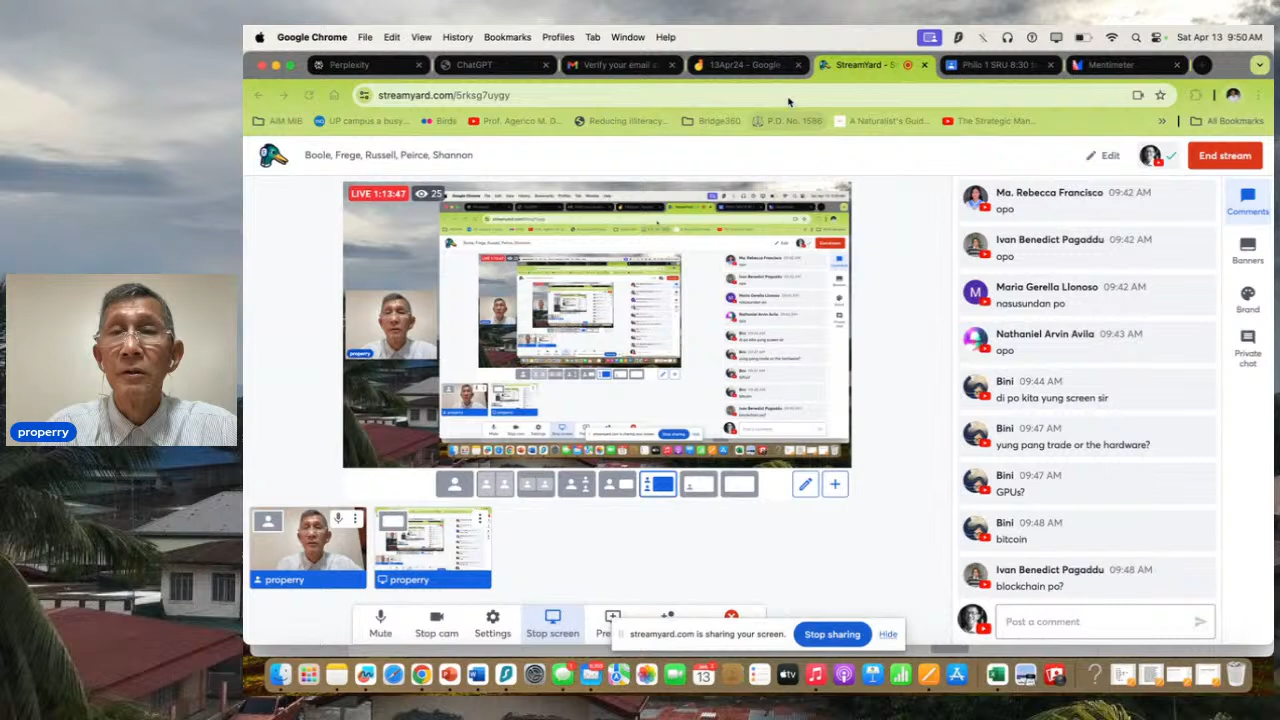 Google Chrome File Edit View History Bookmarks Profiles Tab Window Help Sat Apr 13 9:50 AM
Perplexity ChatGPT Verify your email a 13Apr24 - Google StreamYard - S Philo 1 SRU 8:30 Mentimeter
streamyard.com/5rksg7uygy
AIM MIB UP campus a busy... Birds Prof. Agerico M. D... Reducing illiteracy... Bridge360 P.D. No. 1586 A Naturalist's Guid... The Strategic Man... All Bookmarks
Boole, Frege, Russell, Peirce, Shannon Edit End stream
LIVE 1:13:47 25
Ma. Rebecca Francisco 09:42 AM
opo
Ivan Benedict Pagaddu 09:42 AM
opo
Maria Gerella Llonoso 09:42 AM
nasusundan po
Nathaniel Arvin Avila 09:43 AM
opo
Bini 09:44 AM
di po kita yung screen sir
Bini 09:47 AM
yung pang trade or the hardware?
Bini 09:47 AM
GPUs?
Bini 09:48 AM
bitcoin
Ivan Benedict Pagaddu 09:48 AM
blockchain po?
Post a comment
Comments
Banners
Brand
Private
chat
properry
properry
properry
properry
Mute Stop cam Settings Stop screen Pre
streamyard.com is sharing your screen. Stop sharing Hide
13